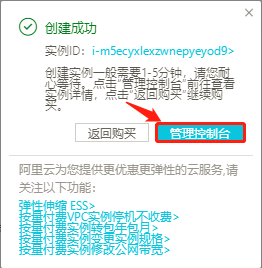 创建成功
实例ID：i-m5ecyxlexzwnepyeyod9>
创建实例一般需要1-5分钟，请您耐
心等待。点击“管理控制台”前往查看
实例详情，点击“返回购买”继续购
买。
返回购买 管理控制台
阿里云为您提供更优惠更弹性的云服务,请
关注以下功能：
弹性伸缩 ESS>
按量付费VPC实例停机不收费>
按量付费实例转包年包月>
按量付费实例变更实例规格>
按量付费实例修改公网带宽>